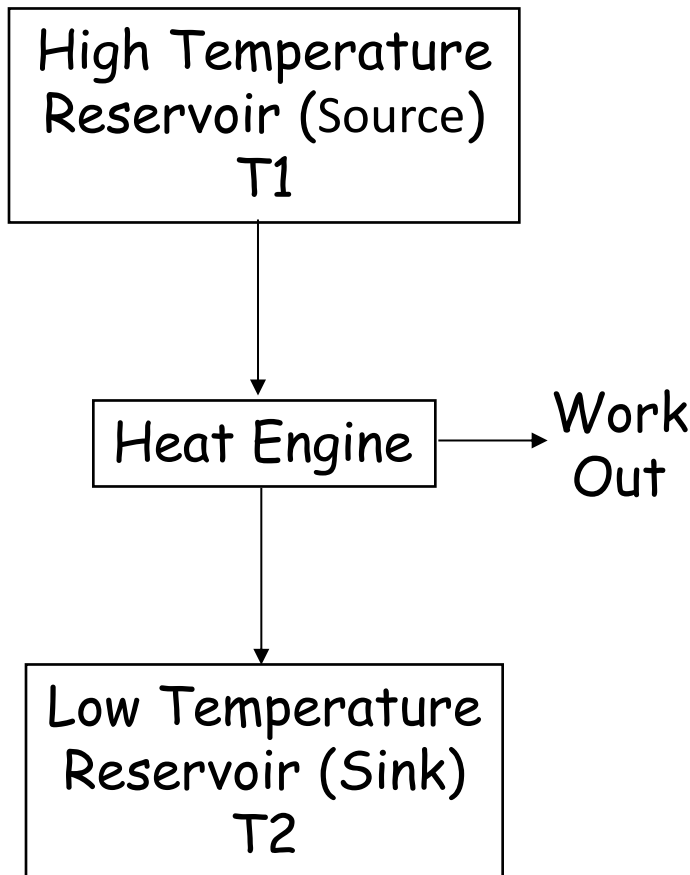 High Temperature
Reservoir (Source)
T1
Heat Engine
Work
Out
Low Temperature
Reservoir (Sink)
T2